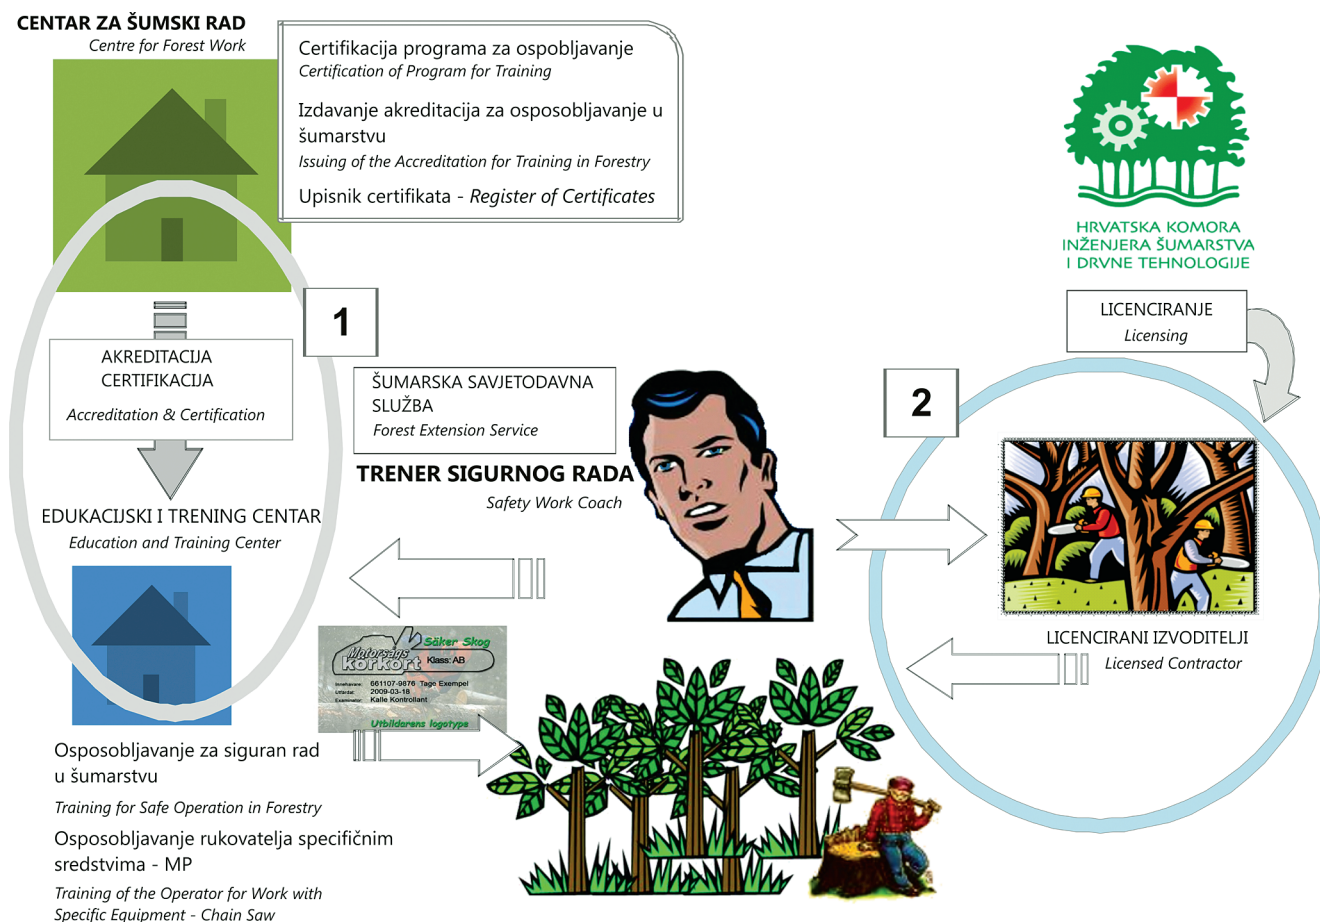 CENTAR ZA ŠUMSKI RAD
Centre for Forest Work
Certifikacija programa za ospobljavanje
Certification of Program for Training
Izdavanje akreditacija za osposobljavanje u
šumarstvu
Issuing of the Accreditation for Training in Forestry
Upisnik certifikata - Register of Certificates
HRVATSKA KOMORA
INŽENJERA ŠUMARSTVA
I DRVNE TEHNOLOGIJE
1
LICENCIRANJE
Licensing
AKREDITACIJA
CERTIFIKACIJA
Accreditation & Certification
ŠUMARSKA SAVJETODAVNA
SLUŽBA
Forest Extension Service
2
TRENER SIGURNOG RADA
Safety Work Coach
EDUKACIJSKI I TRENING CENTAR
Education and Training Center
LICENCIRANI IZVODITELJI
Licensed Contractor
Säker Skog
Motorsågs
körkort
Klass: AB
Innehavare: 661107-9876 Tage Exempel
Utfärdat: 2009-03-18
Examinator: Kalle Kontrollant
Utbildarens logotype
Osposobljavanje za siguran rad
u šumarstvu
Training for Safe Operation in Forestry
Osposobljavanje rukovatelja specifičnim
sredstvima - MP
Training of the Operator for Work with
Specific Equipment - Chain Saw